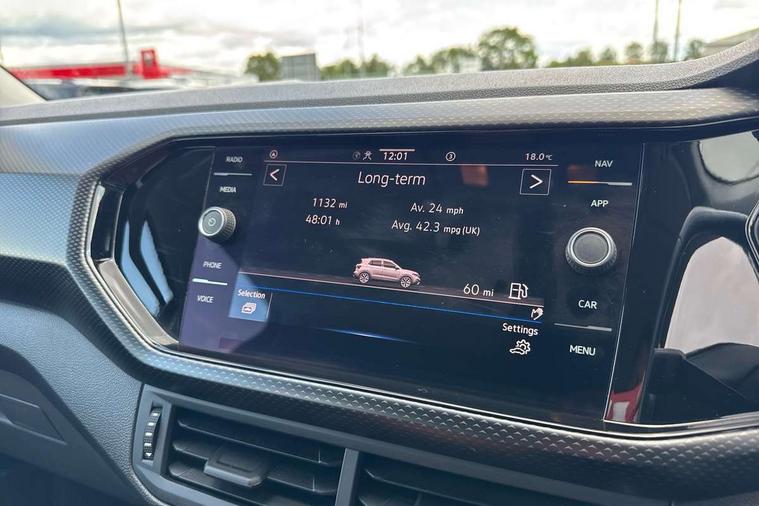 RADIO
MEDIA
PHONE
VOICE
12:01
3
18.0°C
Long-term
1132 mi
48:01 h
Av. 24 mph
Avg. 42.3 mpg (UK)
60 mi
Selection
Settings
NAV
APP
CAR
MENU